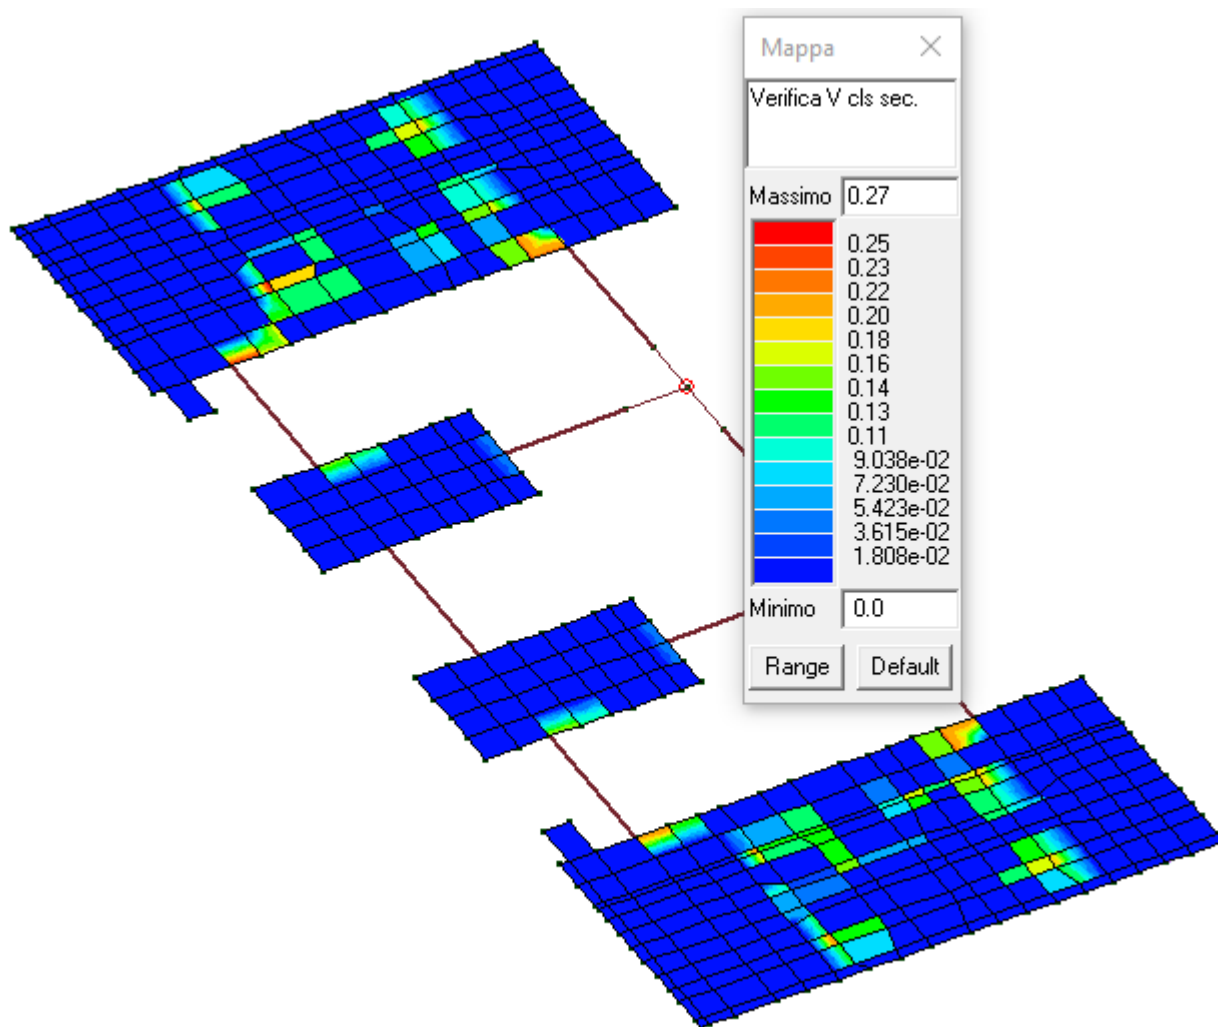 Mappa
Verifica V cls sec.
Massimo 0.27
0.25
0.23
0.22
0.20
0.18
0.16
0.14
0.13
0.11
9.038e-02
7.230e-02
5.423e-02
3.615e-02
1.808e-02
Minimo 0.0
Range Default